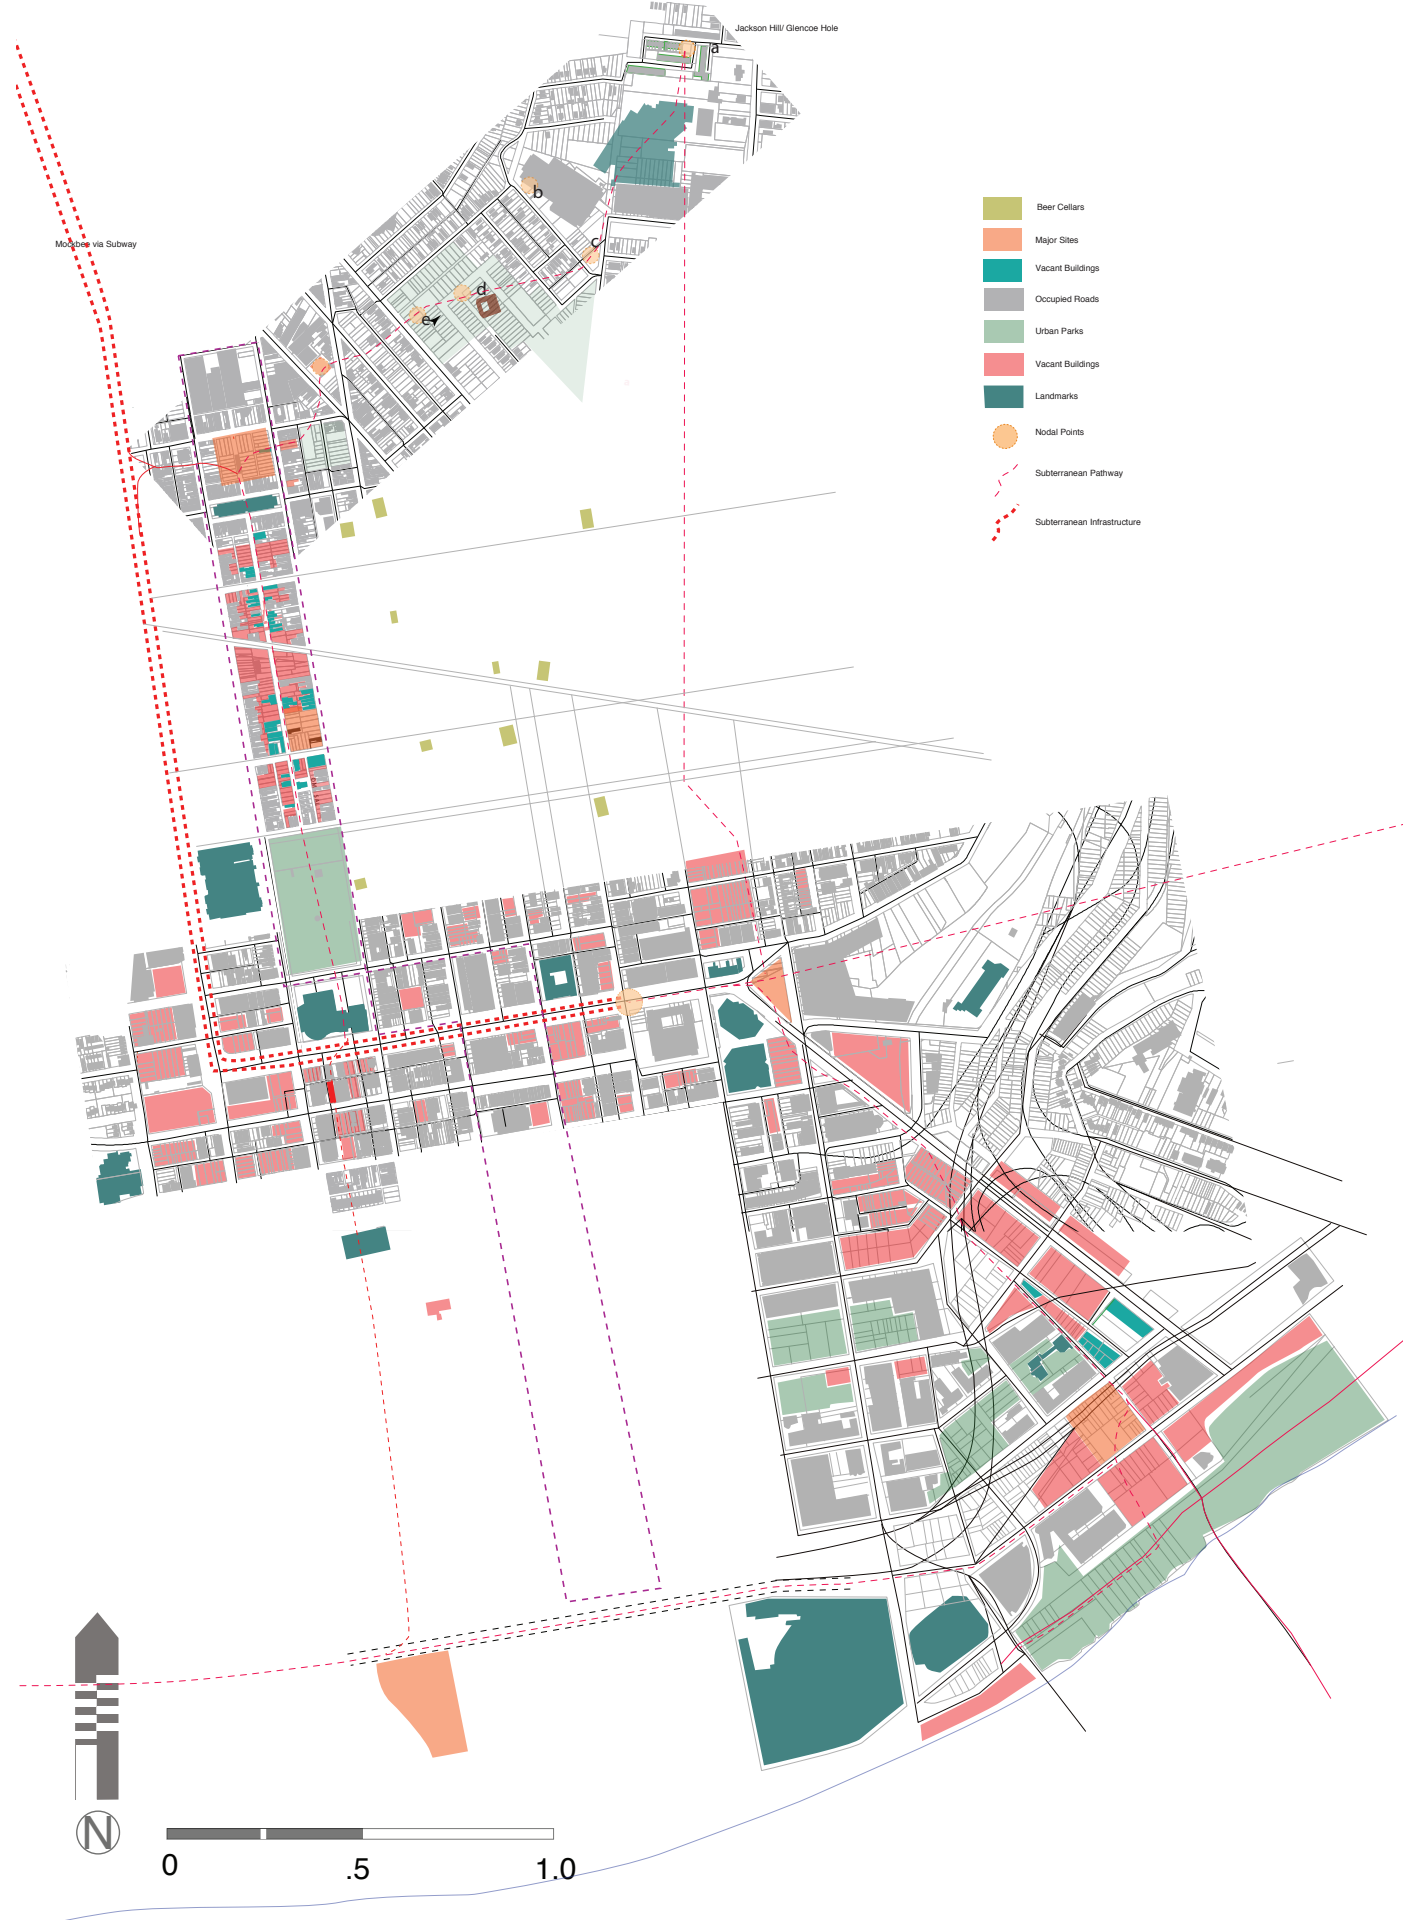 Jackson Hill/ Glencoe Hole
a
b
Mockbee via Subway
c
d
e
Beer Cellars
Major Sites
Vacant Buildings
Occupied Roads
Urban Parks
Vacant Buildings
Landmarks
Nodal Points
Subterranean Pathway
Subterranean Infrastructure
N
0 .5 1.0